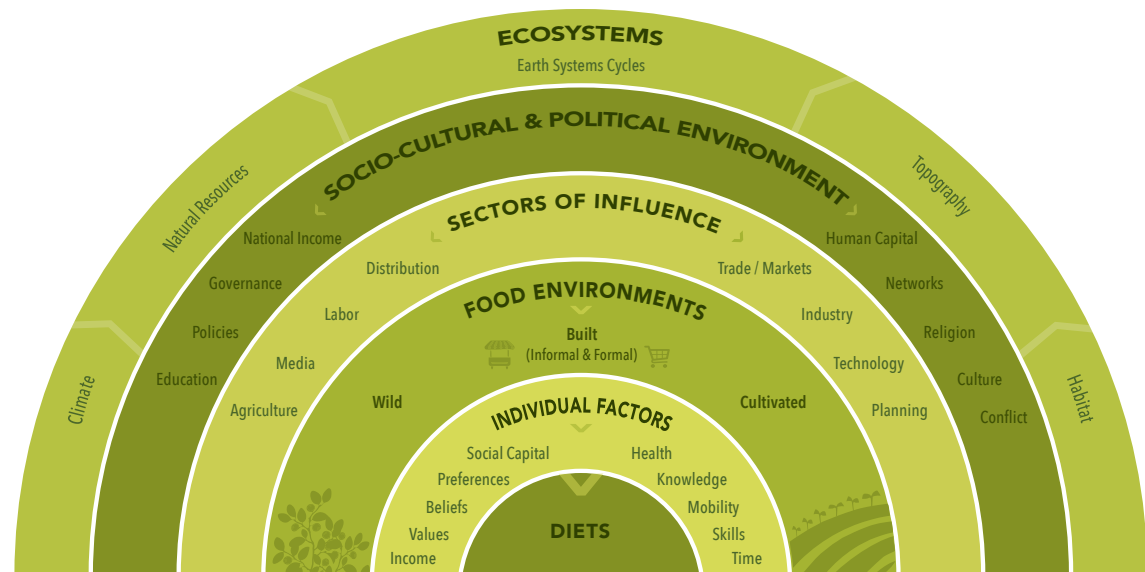 ECOSYSTEMS
Earth Systems Cycles
Natural Resources
Climate
Topography
Habitat
SOCIO-CULTURAL & POLITICAL ENVIRONMENT
National Income
Governance
Policies
Education
Human Capital
Networks
Religion
Culture
Conflict
SECTORS OF INFLUENCE
Distribution
Labor
Media
Agriculture
Trade / Markets
Industry
Technology
Planning
FOOD ENVIRONMENTS
Built
(Informal & Formal)
Wild
Cultivated
INDIVIDUAL FACTORS
Social Capital
Preferences
Beliefs
Values
Income
Health
Knowledge
Mobility
Skills
Time
DIETS